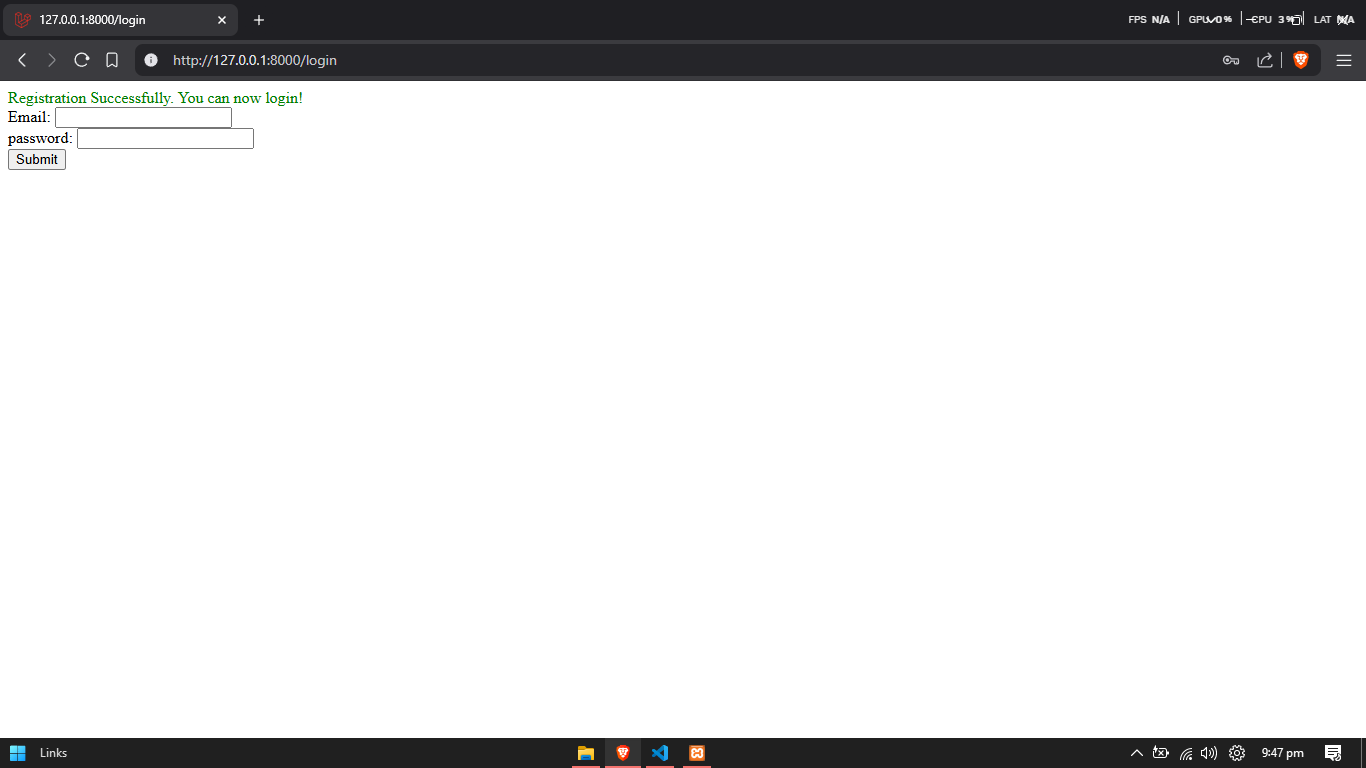 127.0.0.1:8000/login
FPS N/A GPU 0% CPU 3% LAT N/A
http://127.0.0.1:8000/login
Registration Successfully. You can now login!
Email:
password:
Submit
Links
9:47 pm